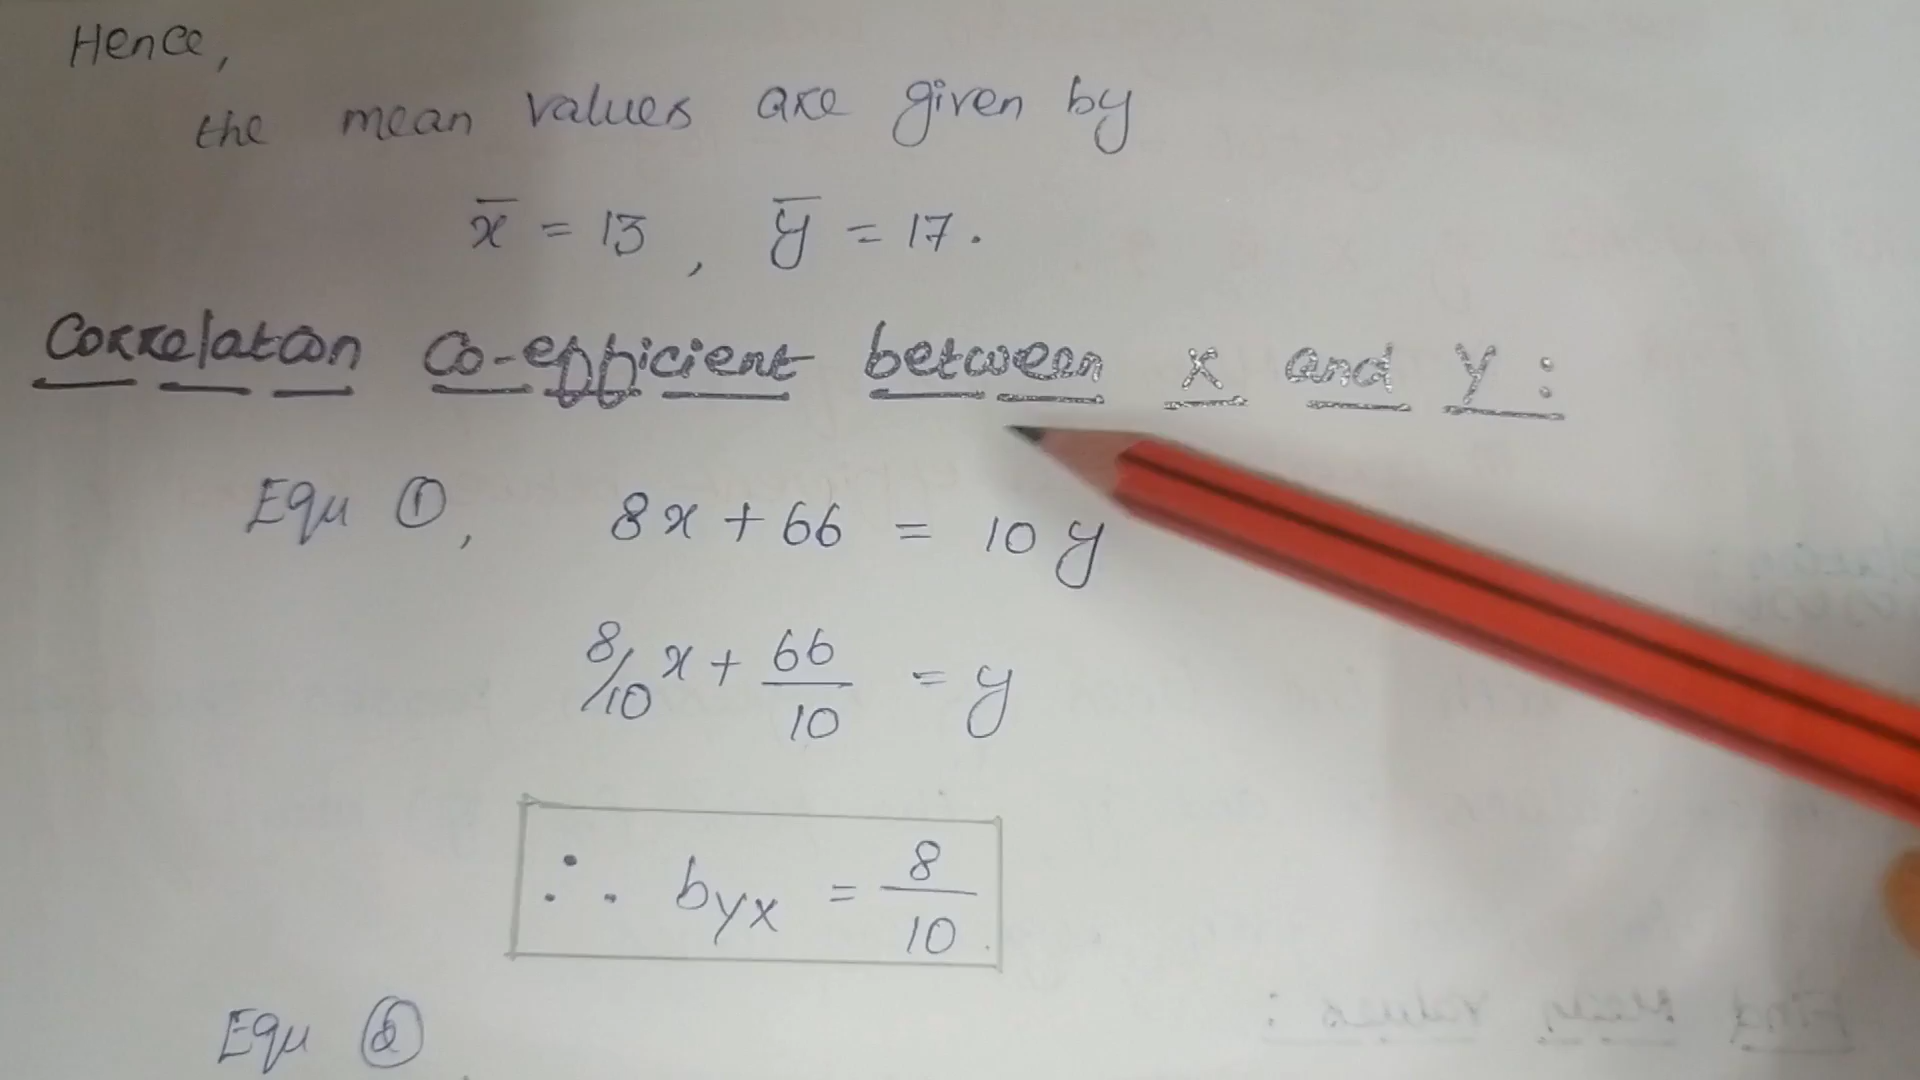 Hence,
the mean values are given by
x̄ = 13, ȳ = 17.
Correlation Co-efficient between x and y:
Equ ①, 8x + 66 = 10y
8/10 x + 66/10 = y
∴ byx = 8/10
Equ ②